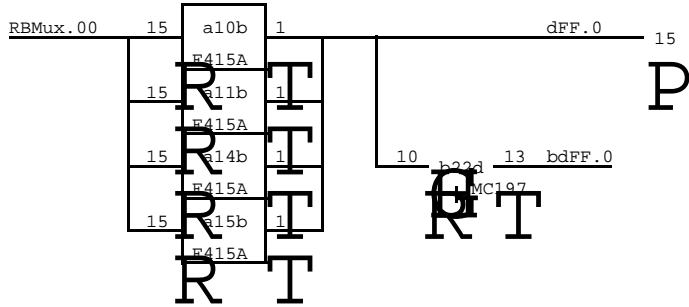 RBMux.00 15 a10b 1 dFF.0 15
F415A
R T P
15 a11b 1
F415A
R T
15 a14b 1 10 b22d 13 bdFF.0
F415A G MC197
R T R T
15 a15b 1
F415A
R T